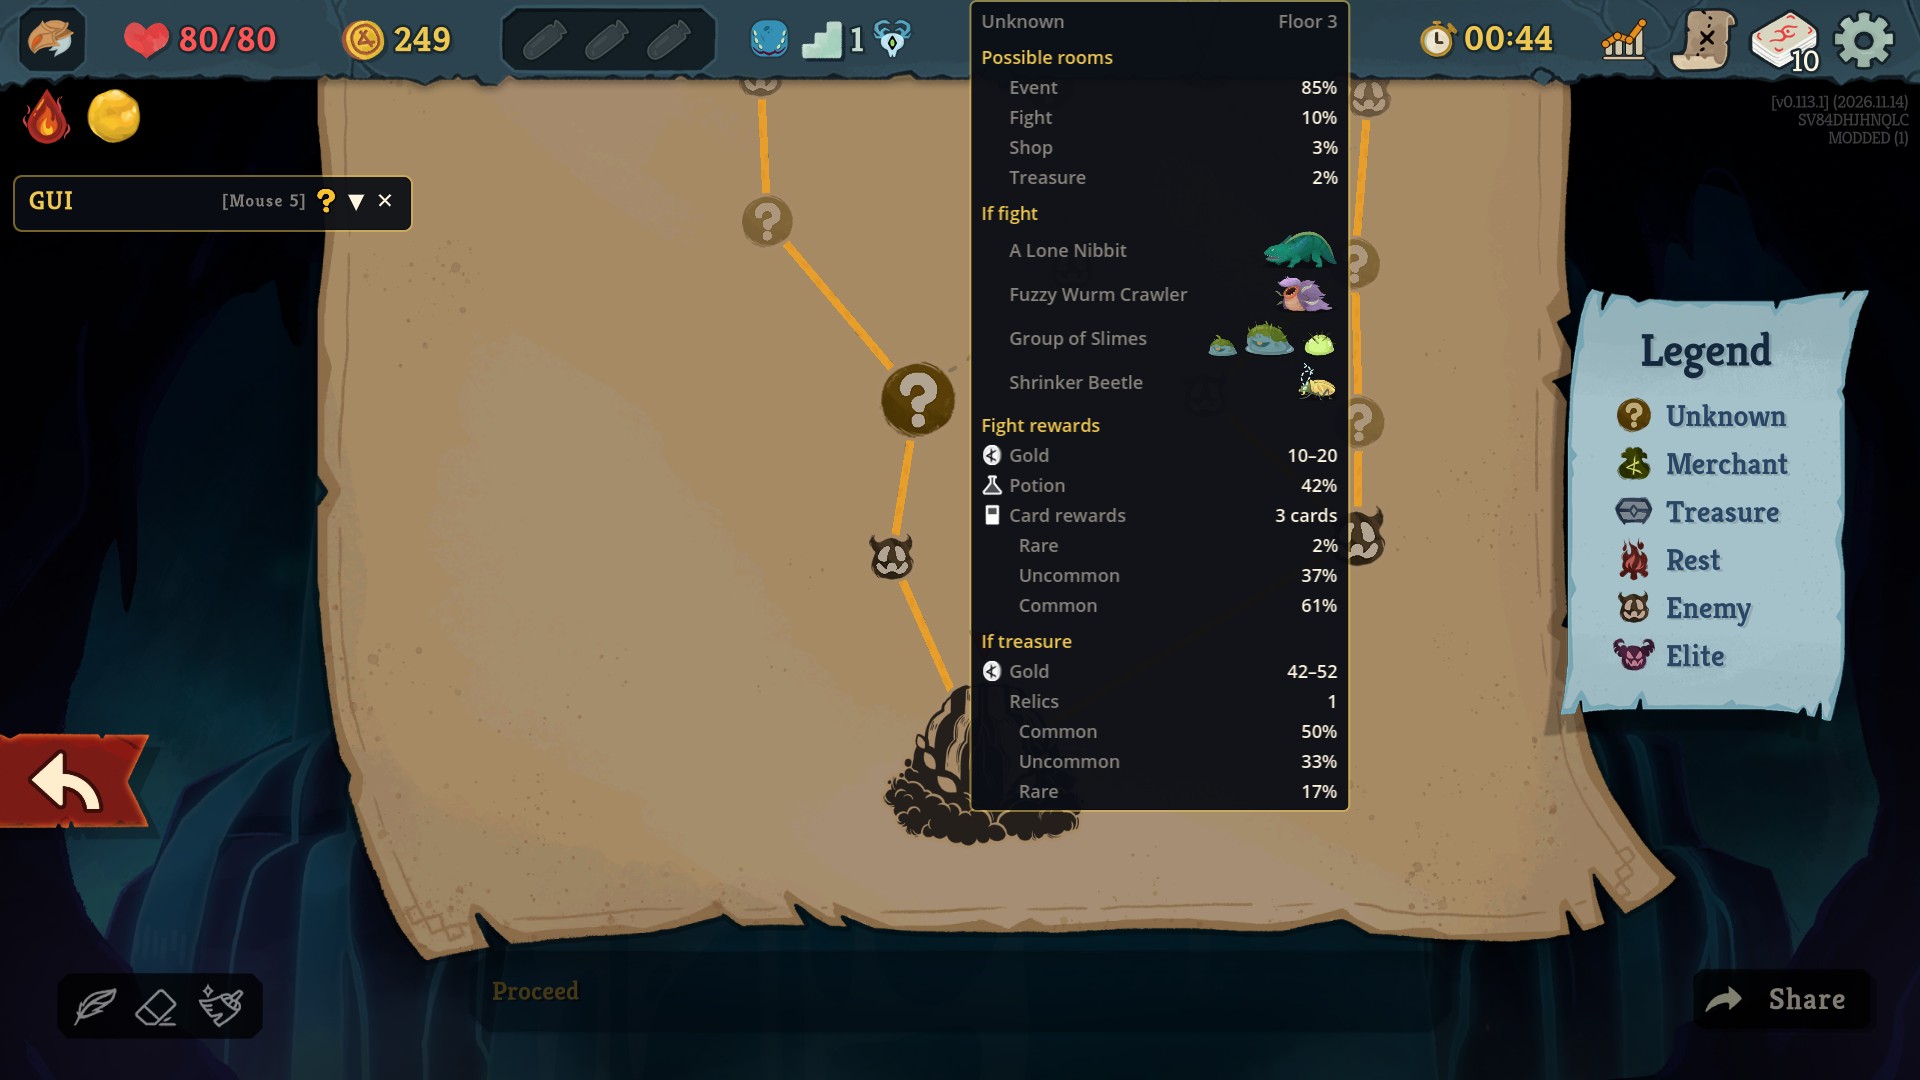 80/80
249
1
Unknown Floor 3
00:44
10
Possible rooms
Event 85%
Fight 10%
Shop 3%
Treasure 2%
[v0.113.1] (2026.11.14)
SV84DHJHNQLC
MODDED (1)
GUI [Mouse 5] ? ▼ ×
If fight
A Lone Nibbit
Fuzzy Wurm Crawler
Group of Slimes
Shrinker Beetle
Fight rewards
Gold 10–20
Potion 42%
Card rewards 3 cards
Rare 2%
Uncommon 37%
Common 61%
If treasure
Gold 42–52
Relics 1
Common 50%
Uncommon 33%
Rare 17%
Legend
Unknown
Merchant
Treasure
Rest
Enemy
Elite
Proceed
Share